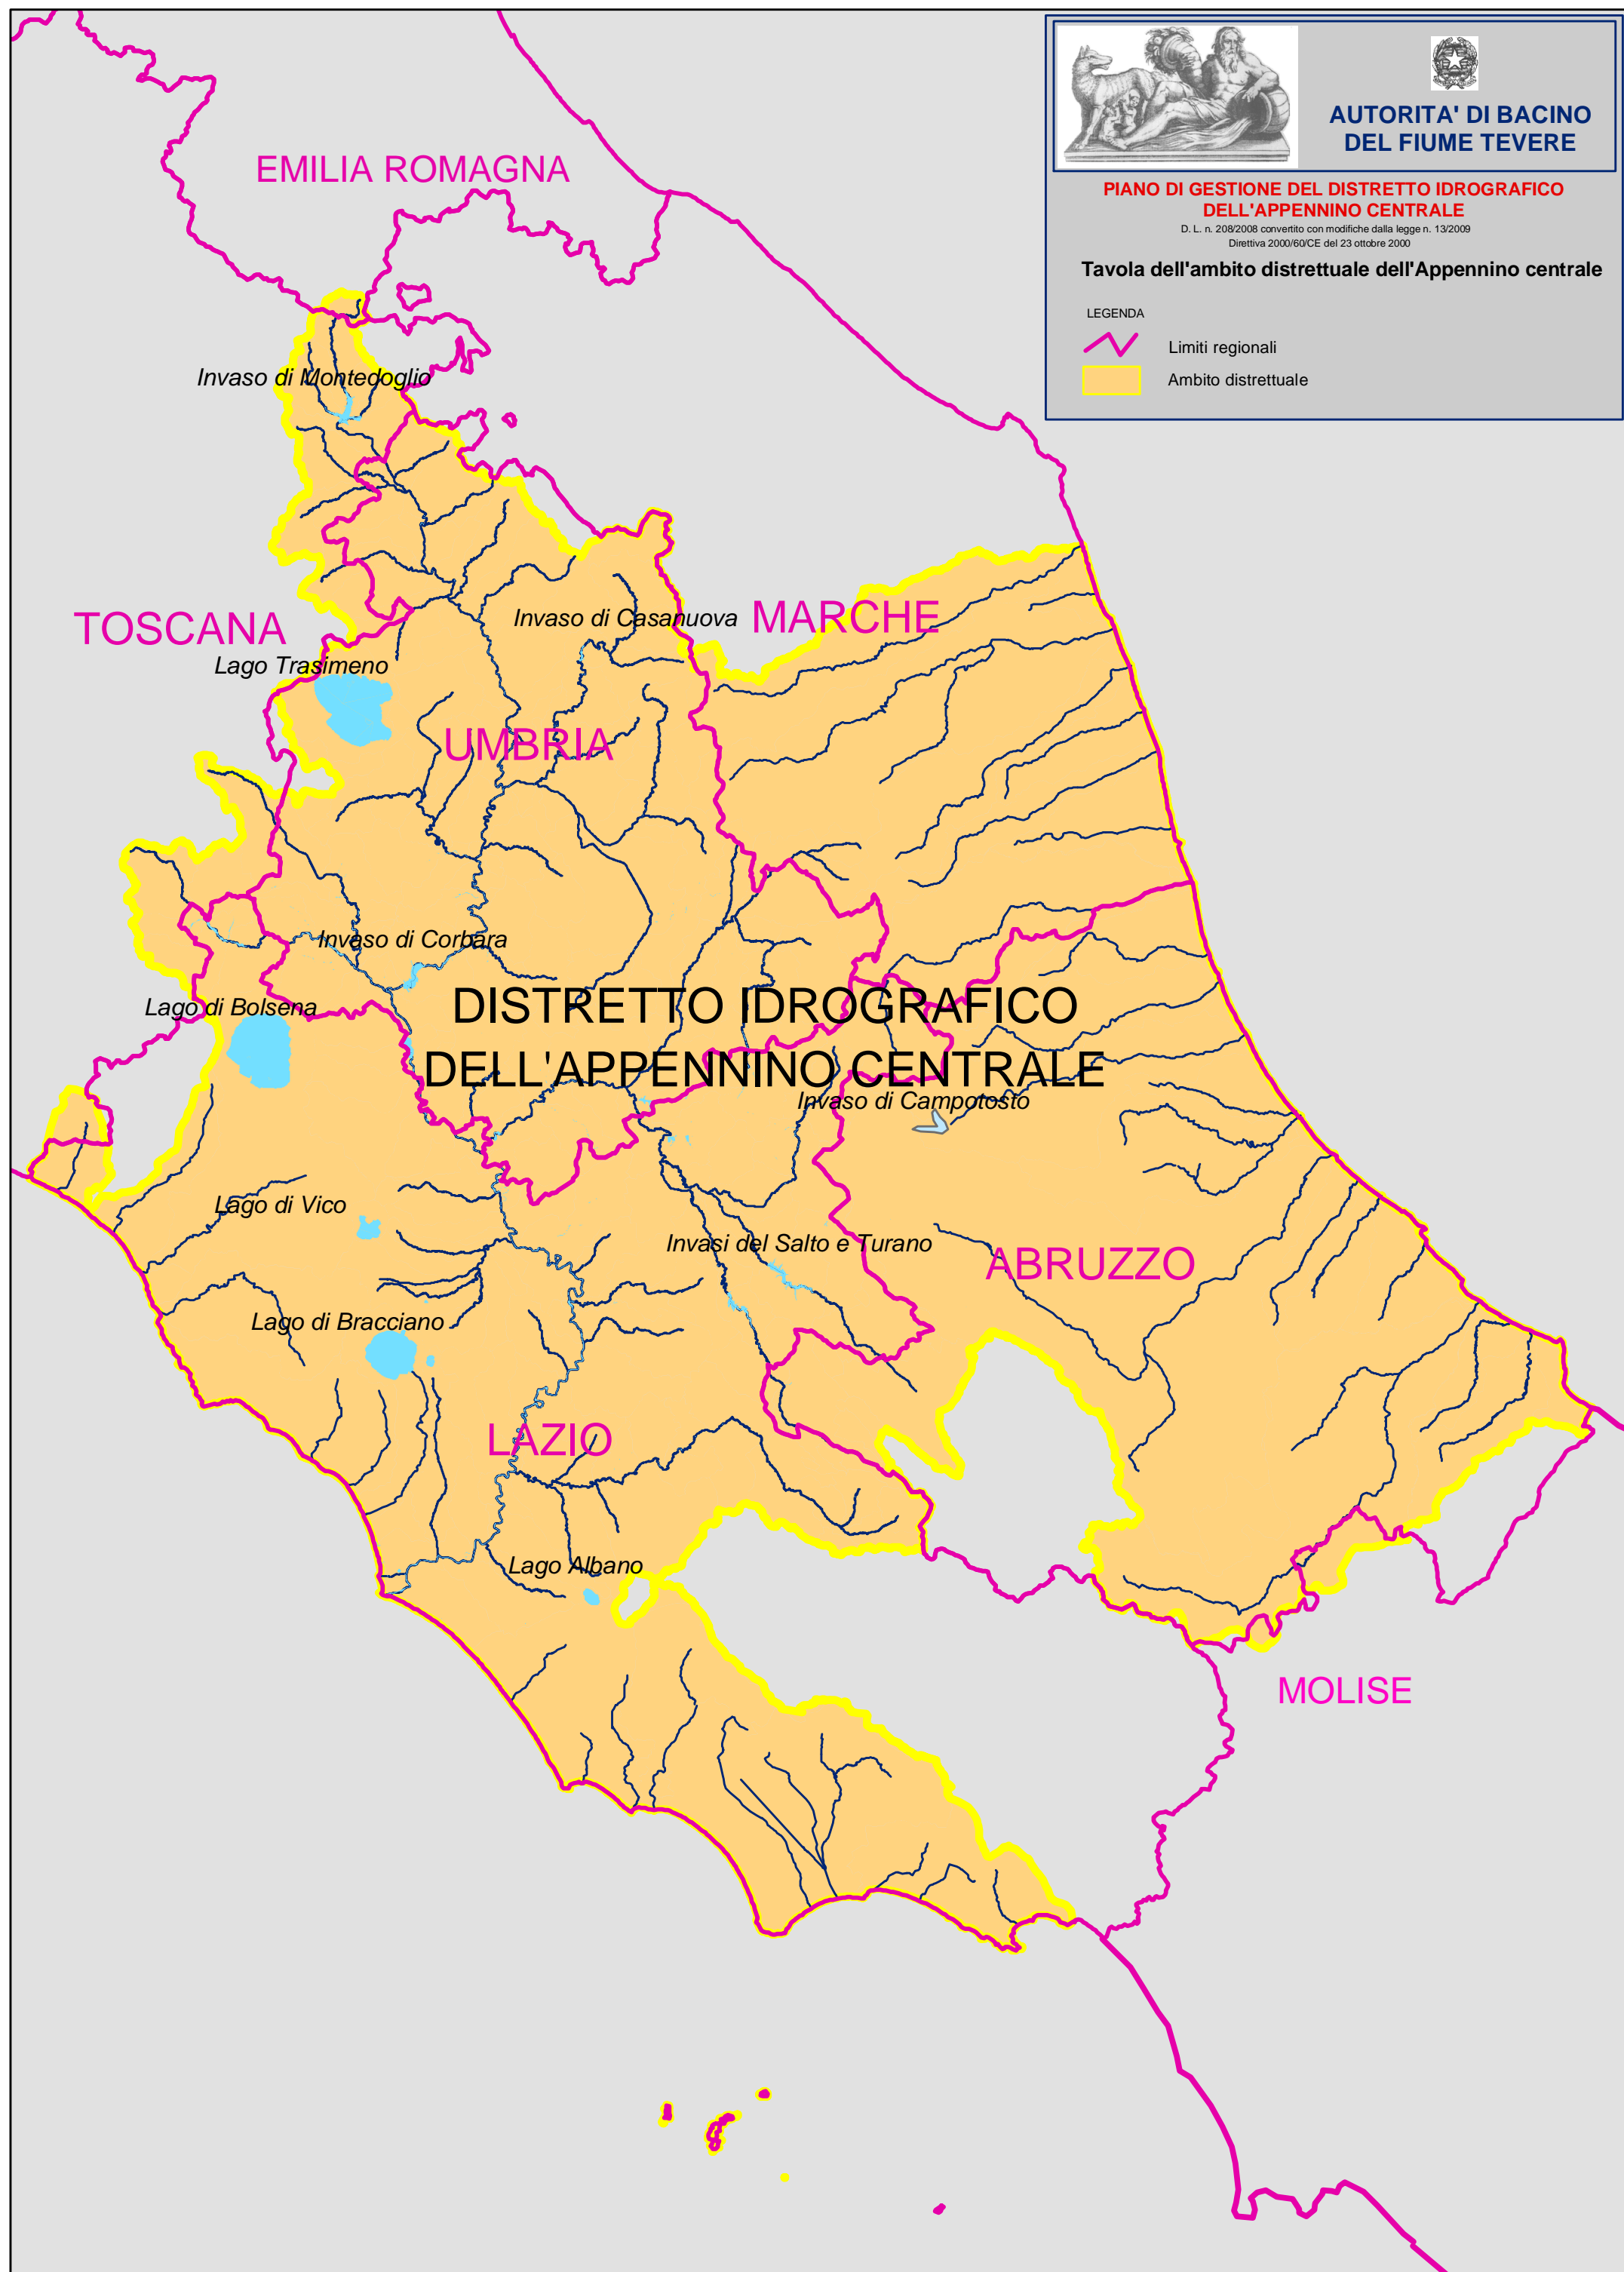 AUTORITA' DI BACINO
DEL FIUME TEVERE
PIANO DI GESTIONE DEL DISTRETTO IDROGRAFICO
DELL'APPENNINO CENTRALE
D. L. n. 208/2008 convertito con modifiche dalla legge n. 13/2009
Direttiva 2000/60/CE del 23 ottobre 2000
Tavola dell'ambito distrettuale dell'Appennino centrale
LEGENDA
Limiti regionali
Ambito distrettuale
EMILIA ROMAGNA
Invaso di Montedoglio
Invaso di Casanuova
MARCHE
TOSCANA
Lago Trasimeno
UMBRIA
Invaso di Corbara
Lago di Bolsena
DISTRETTO IDROGRAFICO
DELL'APPENNINO CENTRALE
Invaso di Campotosto
Lago di Vico
Invasi del Salto e Turano
ABRUZZO
Lago di Bracciano
LAZIO
Lago Albano
MOLISE